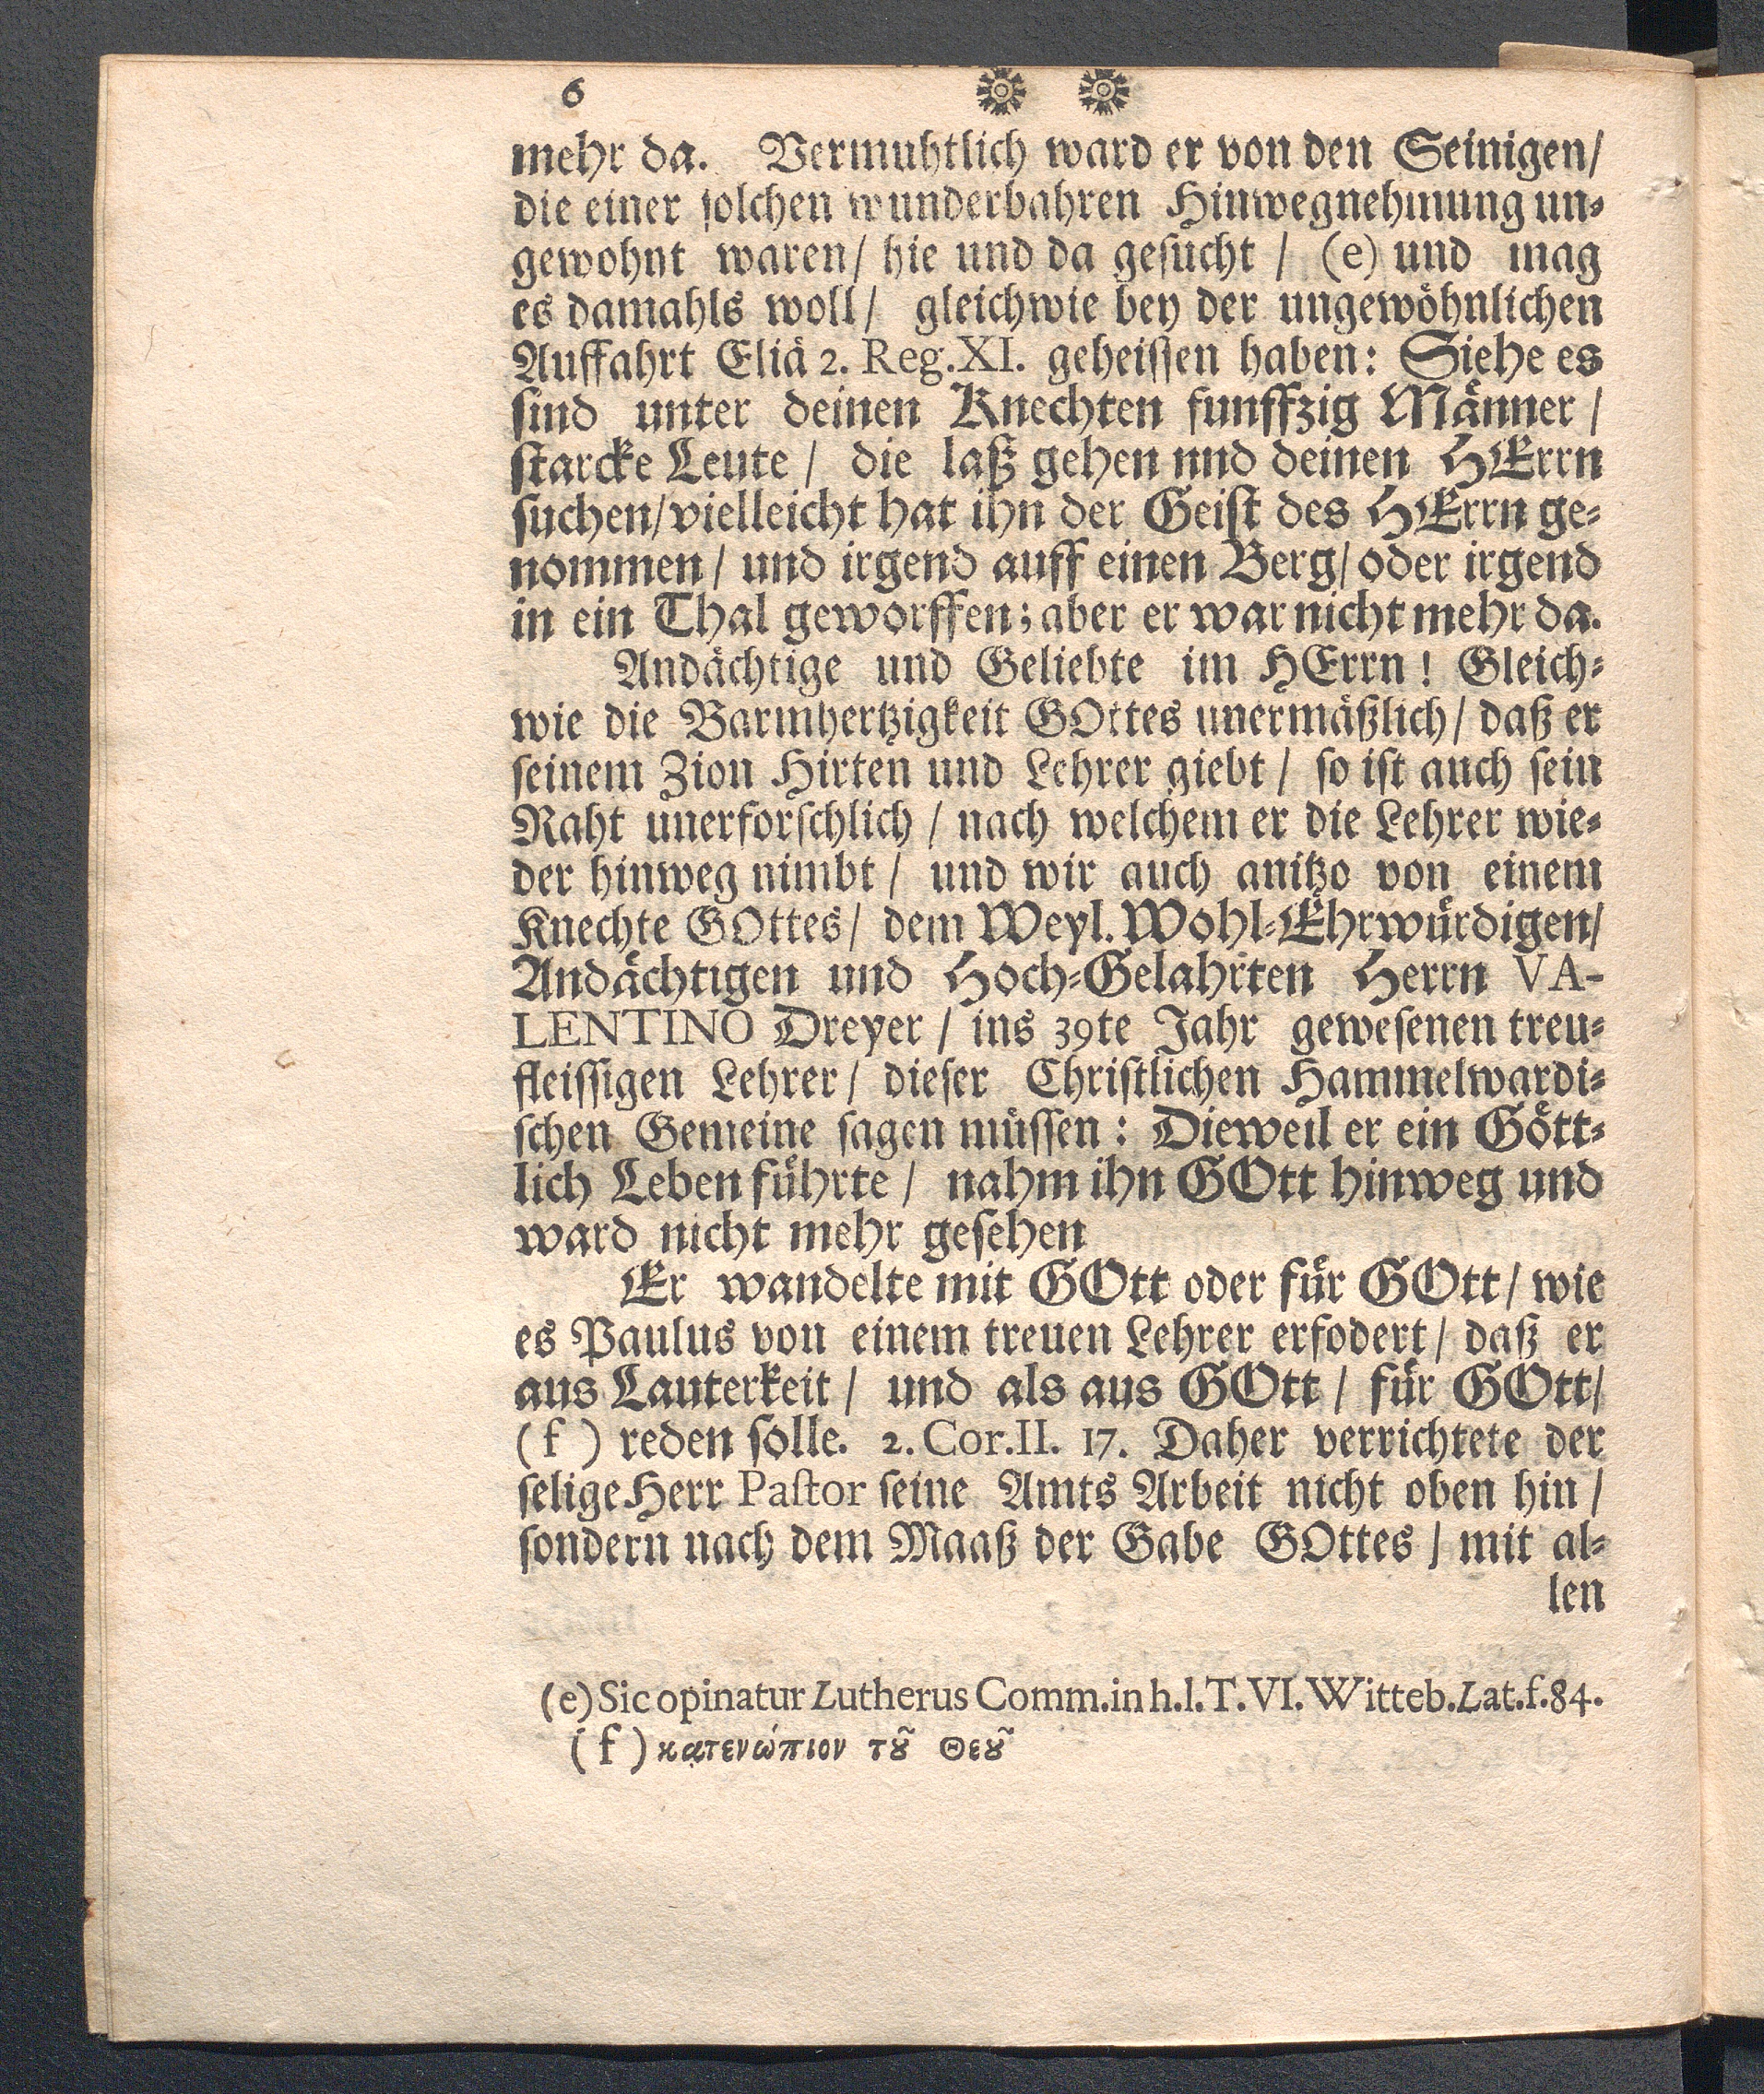 6
mehr da. Vermuhtlich ward er von den Seinigen/
die einer solchen wunderbahren Hinwegnehmung un-
gewohnt waren/ hie und da gesucht / (e) und mag
es damahls woll/ gleichwie bey der ungewöhnlichen
Auffahrt Eliä 2. Reg.XI. geheissen haben: Siehe es
sind unter deinen Knechten funffzig Männer /
starcke Leute / die laß gehen nnd deinen HErrn
suchen/vielleicht hat ihn der Geist des HErrn ge-
nommen / und irgend auff einen Berg/ oder irgend
in ein Thal geworffen; aber er war nicht mehr da.
Andächtige und Geliebte im HErrn! Gleich-
wie die Barmhertzigkeit GOttes unermäßlich/ daß er
seinem Zion Hirten und Lehrer giebt / so ist auch sein
Raht unerforschlich / nach welchem er die Lehrer wie-
der hinweg nimbt / und wir auch anitzo von einem
Knechte GOttes/ dem Weyl. Wohl-Ehrwürdigen/
Andächtigen und Hoch-Gelahrten Herrn VA-
LENTINO Dreyer / ins 39te Jahr gewesenen treu-
fleissigen Lehrer/ dieser Christlichen Hammelwardi-
schen Gemeine sagen müssen: Dieweil er ein Gött-
lich Leben führte / nahm ihn GOtt hinweg und
ward nicht mehr gesehen
Er wandelte mit GOtt oder für GOtt/ wie
es Paulus von einem treuen Lehrer erfodert/ daß er
aus Lauterkeit / und als aus GOtt / für GOtt/
( f ) reden solle. 2. Cor.II. 17. Daher verrichtete der
selige Herr Pastor seine Amts Arbeit nicht oben hin /
sondern nach dem Maaß der Gabe GOttes / mit al-
len
(e) Sic opinatur Lutherus Comm.in h.l.T.VI.Witteb.Lat.f.84.
( f ) κατενώπιον τȣ͂ Θεȣ͂